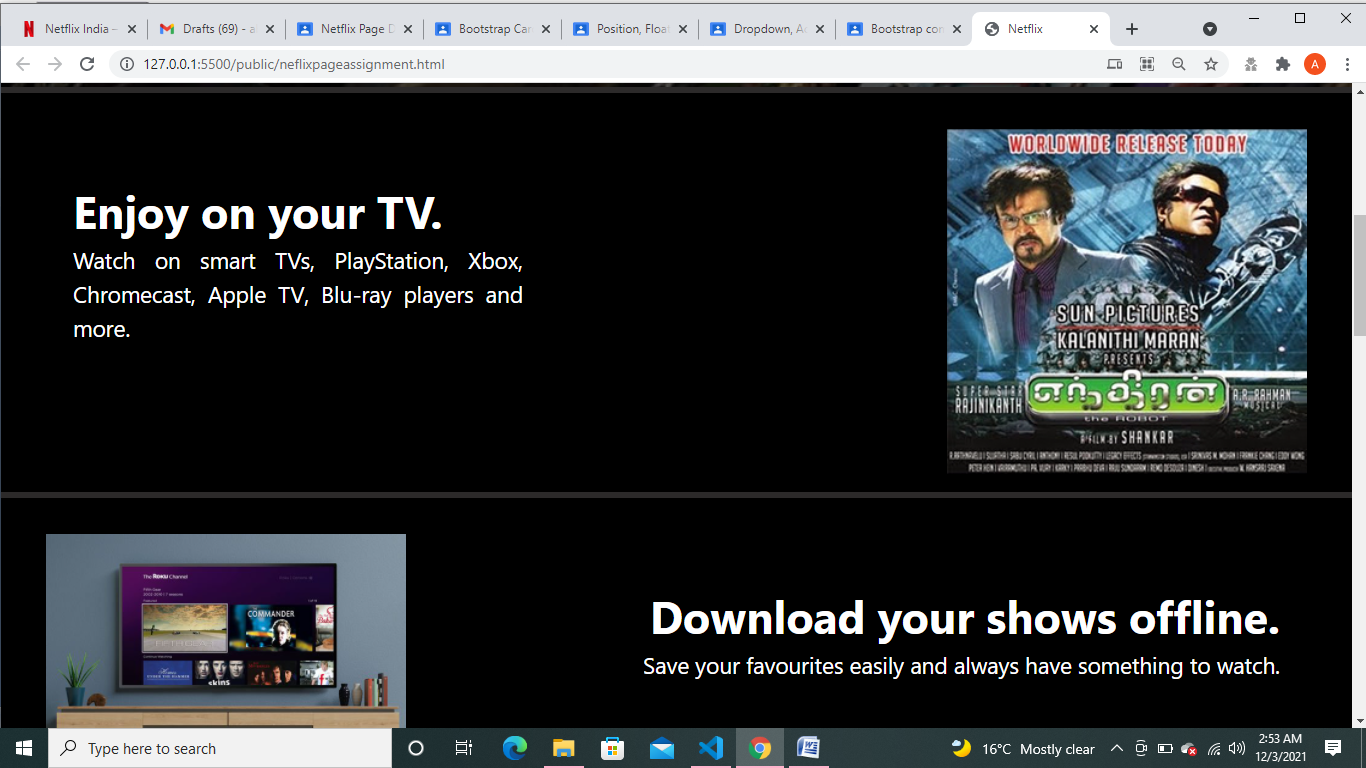 Netflix India –
Drafts (69) - a
Netflix Page D
Bootstrap Car
Position, Float
Dropdown, Ac
Bootstrap con
Netflix
127.0.0.1:5500/public/neflixpageassignment.html
A
WORLDWIDE RELEASE TODAY
Enjoy on your TV.
Watch on smart TVs, PlayStation, Xbox,
Chromecast, Apple TV, Blu-ray players and
more.
SUN PICTURES
KALANITHI MARAN
PRESENTS
SUPER STAR
RAJINIKANTH
எந்திரன்
A.R. RAHMAN
MUSICAL
the ROBOT
A FILM BY SHANKAR
The Roku Channel
COMMANDER
skins
Download your shows offline.
Save your favourites easily and always have something to watch.
Type here to search
16°C Mostly clear
2:53 AM
12/3/2021